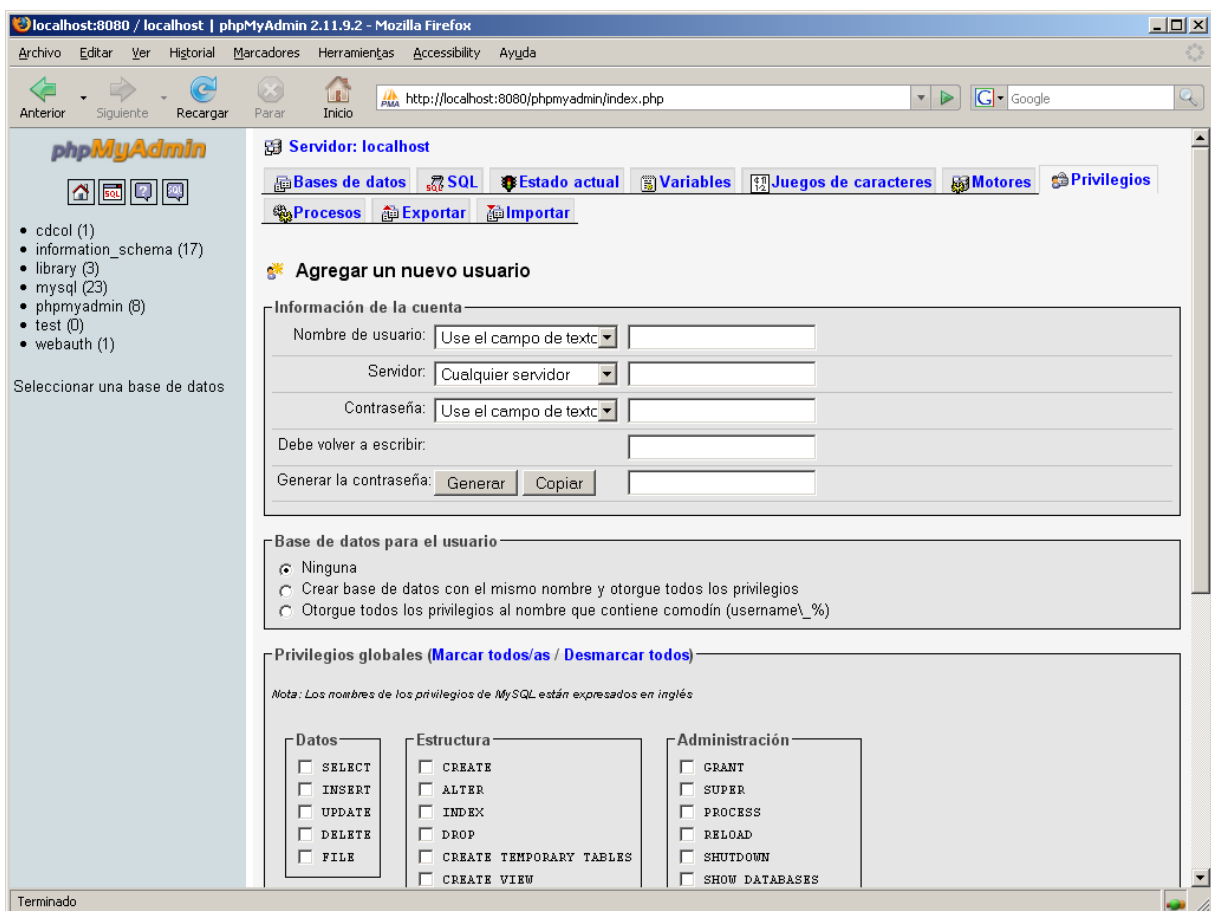 localhost:8080 / localhost | phpMyAdmin 2.11.9.2 - Mozilla Firefox
Archivo Editar Ver Historial Marcadores Herramientas Accessibility Ayuda
Anterior Siguiente Recargar Parar Inicio PMA http://localhost:8080/phpmyadmin/index.php G Google
phpMyAdmin
SQL ? SQL
cdcol (1)
information_schema (17)
library (3)
mysql (23)
phpmyadmin (8)
test (0)
webauth (1)
Seleccionar una base de datos
Servidor: localhost
Bases de datos SQL Estado actual Variables Juegos de caracteres Motores Privilegios
Procesos Exportar Importar
Agregar un nuevo usuario
Información de la cuenta
Nombre de usuario: Use el campo de texto
Servidor: Cualquier servidor
Contraseña: Use el campo de texto
Debe volver a escribir:
Generar la contraseña: Generar Copiar
Base de datos para el usuario
Ninguna
Crear base de datos con el mismo nombre y otorgue todos los privilegios
Otorgue todos los privilegios al nombre que contiene comodín (username\_%)
Privilegios globales (Marcar todos/as / Desmarcar todos)
Nota: Los nombres de los privilegios de MySQL están expresados en inglés
Datos
SELECT
INSERT
UPDATE
DELETE
FILE
Estructura
CREATE
ALTER
INDEX
DROP
CREATE TEMPORARY TABLES
CREATE VIEW
Administración
GRANT
SUPER
PROCESS
RELOAD
SHUTDOWN
SHOW DATABASES
Terminado